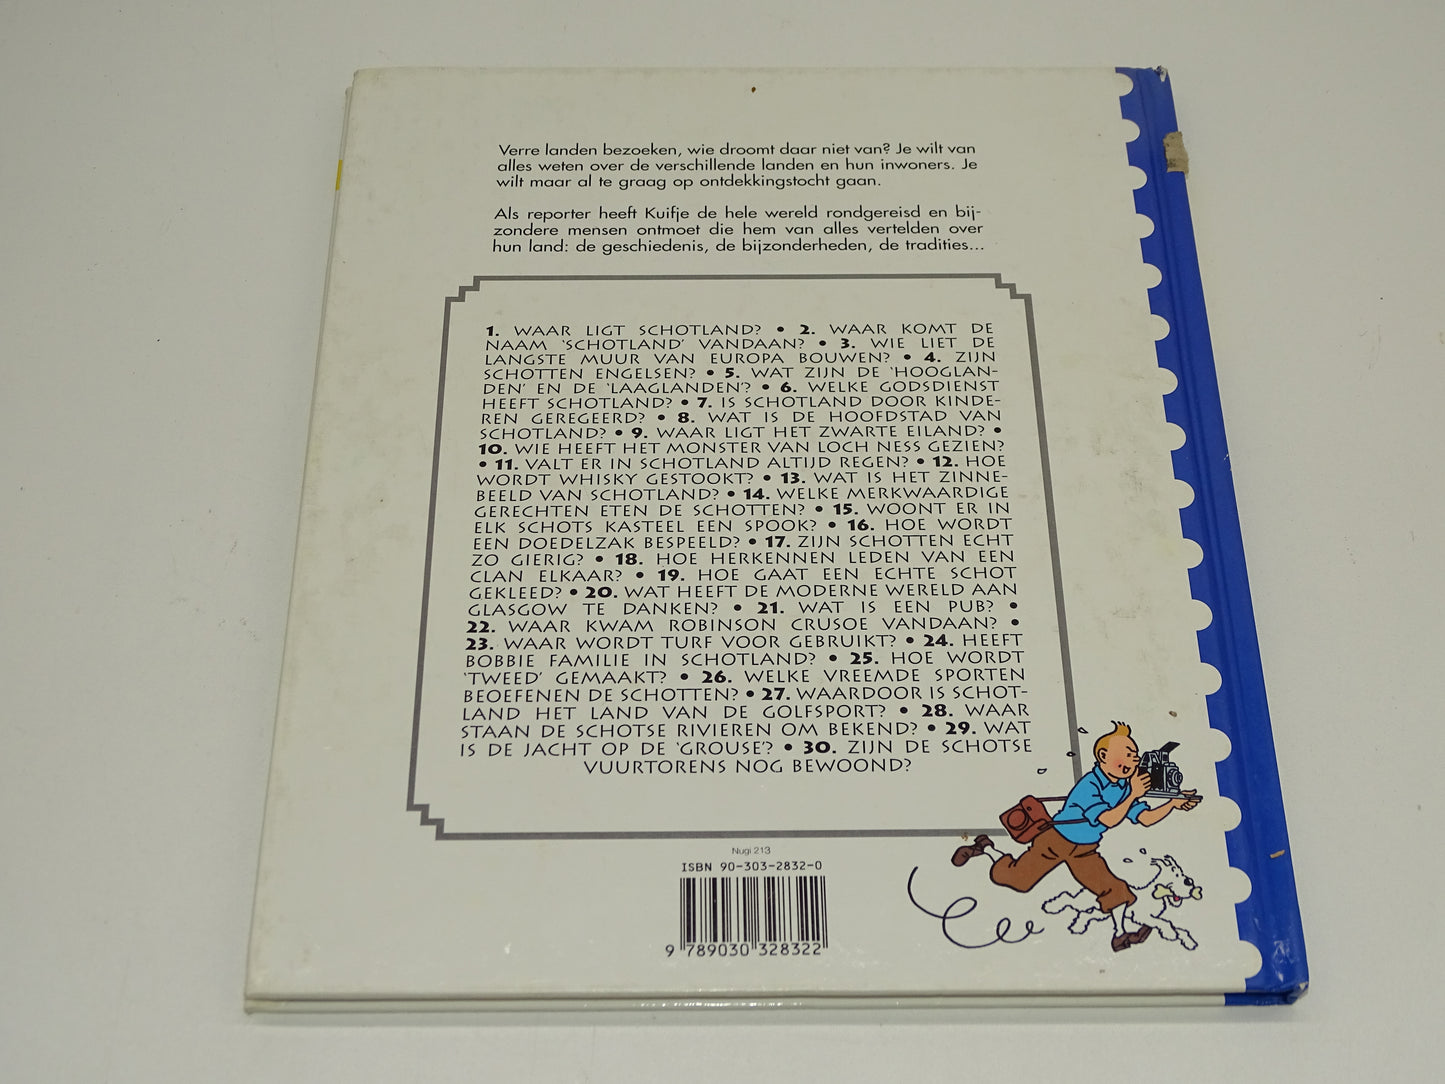 Verre landen bezoeken, wie droomt daar niet van? Je wilt van
alles weten over de verschillende landen en hun inwoners. Je
wilt maar al te graag op ontdekkingstocht gaan.
Als reporter heeft Kuifje de hele wereld rondgereisd en bij-
zondere mensen ontmoet die hem van alles vertelden over
hun land: de geschiedenis, de bijzonderheden, de tradities...
1. WAAR LIGT SCHOTLAND? • 2. WAAR KOMT DE
NAAM 'SCHOTLAND' VANDAAN? • 3. WIE LIET DE
LANGSTE MUUR VAN EUROPA BOUWEN? • 4. ZIJN
SCHOTTEN ENGELSEN? • 5. WAT ZIJN DE 'HOOGLAN-
DEN' EN DE 'LAAGLANDEN'? • 6. WELKE GODSDIENST
HEEFT SCHOTLAND? • 7. IS SCHOTLAND DOOR KINDE-
REN GEREGEERD? • 8. WAT IS DE HOOFDSTAD VAN
SCHOTLAND? • 9. WAAR LIGT HET ZWARTE EILAND? •
10. WIE HEEFT HET MONSTER VAN LOCH NESS GEZIEN?
• 11. VALT ER IN SCHOTLAND ALTIJD REGEN? • 12. HOE
WORDT WHISKY GESTOOKT? • 13. WAT IS HET ZINNE-
BEELD VAN SCHOTLAND? • 14. WELKE MERKWAARDIGE
GERECHTEN ETEN DE SCHOTTEN? • 15. WOONT ER IN
ELK SCHOTS KASTEEL EEN SPOOK? • 16. HOE WORDT
EEN DOEDELZAK BESPEELD? • 17. ZIJN SCHOTTEN ECHT
ZO GIERIG? • 18. HOE HERKENNEN LEDEN VAN EEN
CLAN ELKAAR? • 19. HOE GAAT EEN ECHTE SCHOT
GEKLEED? • 20. WAT HEEFT DE MODERNE WERELD AAN
GLASGOW TE DANKEN? • 21. WAT IS EEN PUB? •
22. WAAR KWAM ROBINSON CRUSOE VANDAAN? •
23. WAAR WORDT TURF VOOR GEBRUIKT? • 24. HEEFT
BOBBIE FAMILIE IN SCHOTLAND? • 25. HOE WORDT
'TWEED' GEMAAKT? • 26. WELKE VREEMDE SPORTEN
BEOEFENEN DE SCHOTTEN? • 27. WAARDOOR IS SCHOT-
LAND HET LAND VAN DE GOLFSPORT? • 28. WAAR
STAAN DE SCHOTSE RIVIEREN OM BEKEND? • 29. WAT
IS DE JACHT OP DE 'GROUSE'? • 30. ZIJN DE SCHOTSE
VUURTORENS NOG BEWOOND?
Nugi 213
ISBN 90-303-2832-0
9 789030 328322